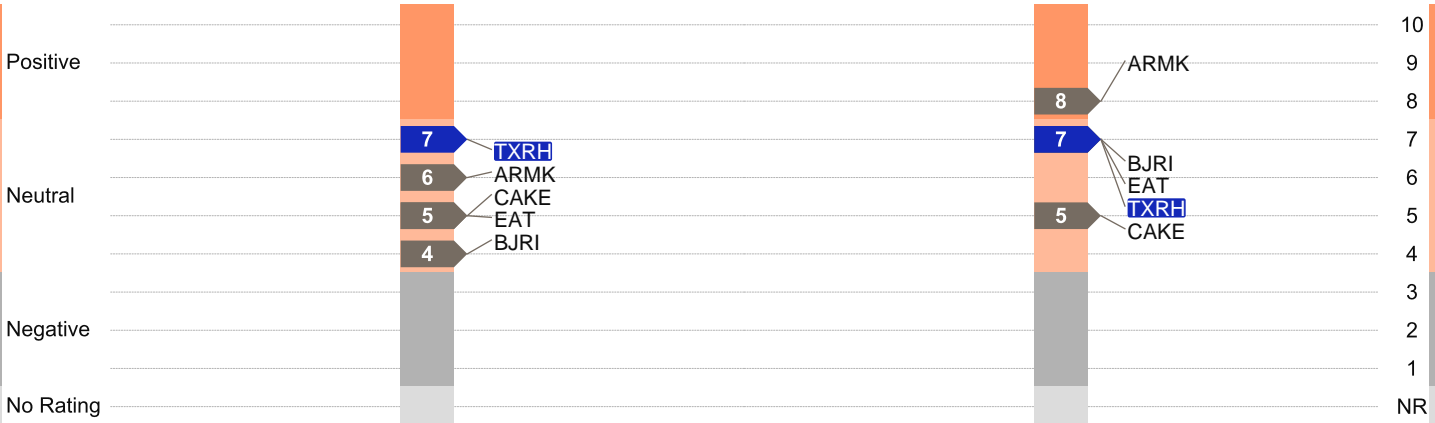 10
Positive
9
ARMK
8
8
7
TXRH
7
BJRI
EAT
TXRH
7
6
ARMK
6
Neutral
5
CAKE
EAT
5
CAKE
5
4
BJRI
4
3
Negative
2
1
No Rating
NR